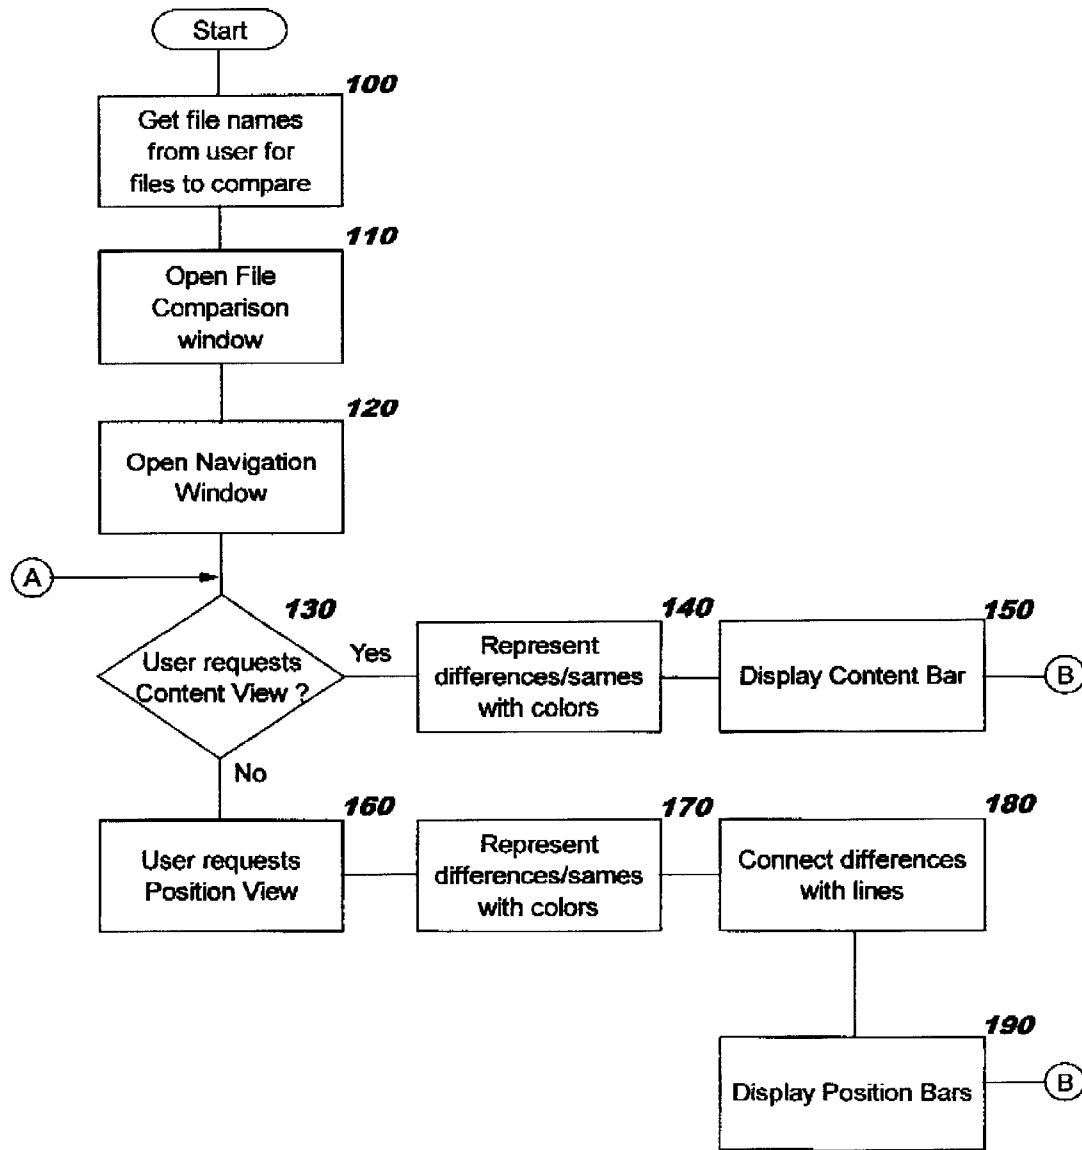 Start
100
Get file names
from user for
files to compare
110
Open File
Comparison
window
120
Open Navigation
Window
A
130
User requests
Content View ?
Yes
No
140
Represent
differences/sames
with colors
150
Display Content Bar
B
160
User requests
Position View
170
Represent
differences/sames
with colors
180
Connect differences
with lines
190
Display Position Bars
B